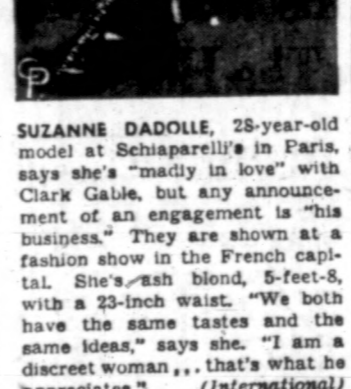 CP
SUZANNE DADOLLE, 28-year-old
model at Schiaparelli's in Paris,
says she's "madly in love" with
Clark Gable, but any announce-
ment of an engagement is "his
business." They are shown at a
fashion show in the French capi-
tal. She's ash blond, 5-feet-8,
with a 23-inch waist. "We both
have the same tastes and the
same ideas," says she. "I am a
discreet woman ... that's what he
appreciates." (International)